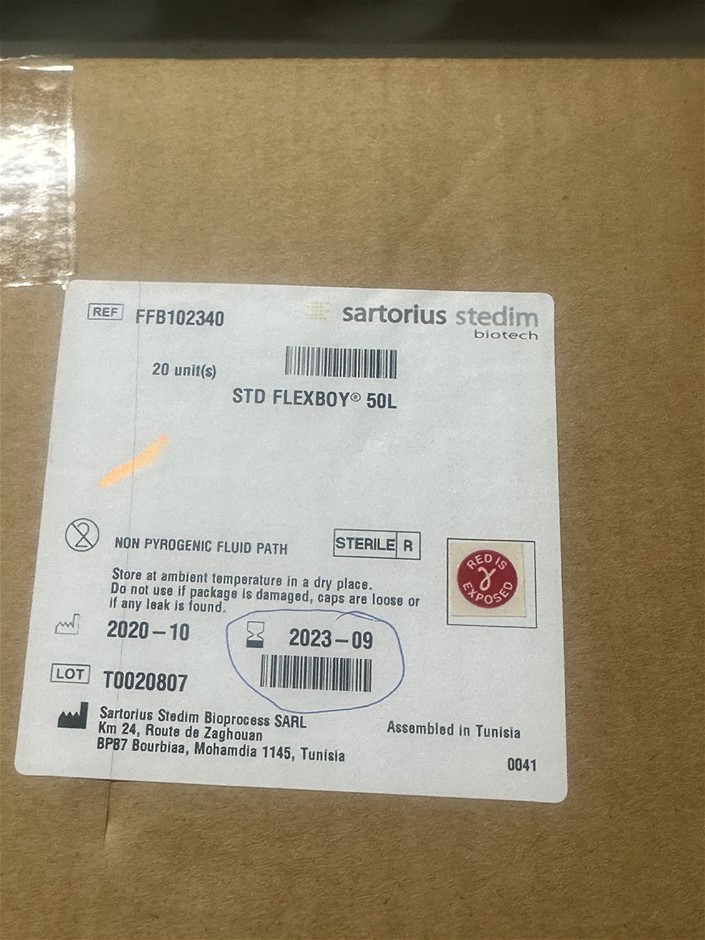 REF FFB102340
sartorius stedim
biotech
20 unit(s)
STD FLEXBOY® 50L
2
NON PYROGENIC FLUID PATH
STERILE R
RED IS
γ
EXPOSED
Store at ambient temperature in a dry place.
Do not use if package is damaged, caps are loose or
if any leak is found.
2020-10
2023-09
LOT T0020807
Sartorius Stedim Bioprocess SARL
Km 24, Route de Zaghouan
BP87 Bourbiaa, Mohamdia 1145, Tunisia
Assembled in Tunisia
0041